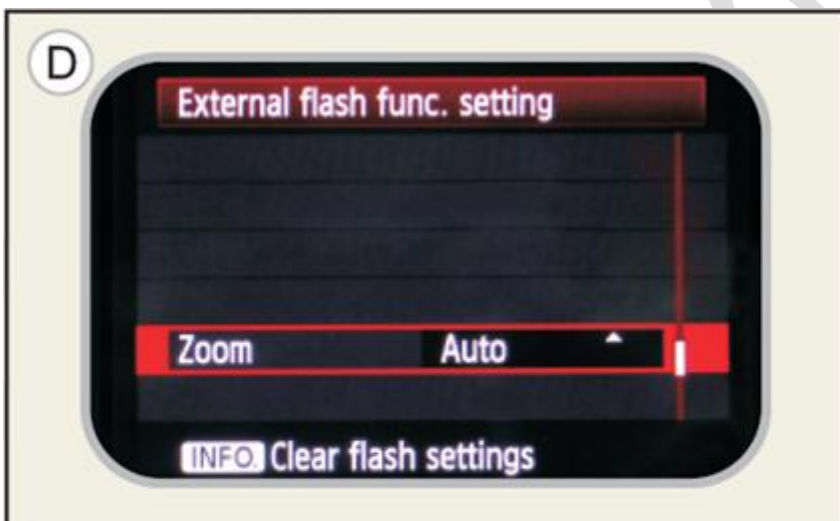 D
External flash func. setting
Zoom Auto
INFO. Clear flash settings